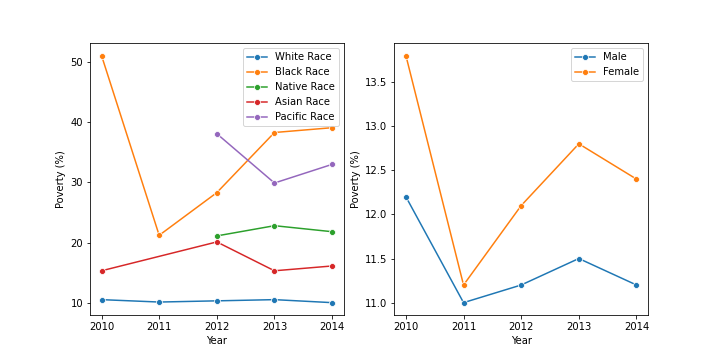 White Race
Black Race
Native Race
Asian Race
Pacific Race
50
40
30
20
10
Poverty (%)
2010 2011 2012 2013 2014
Year
Male
Female
13.5
13.0
12.5
12.0
11.5
11.0
Poverty (%)
2010 2011 2012 2013 2014
Year